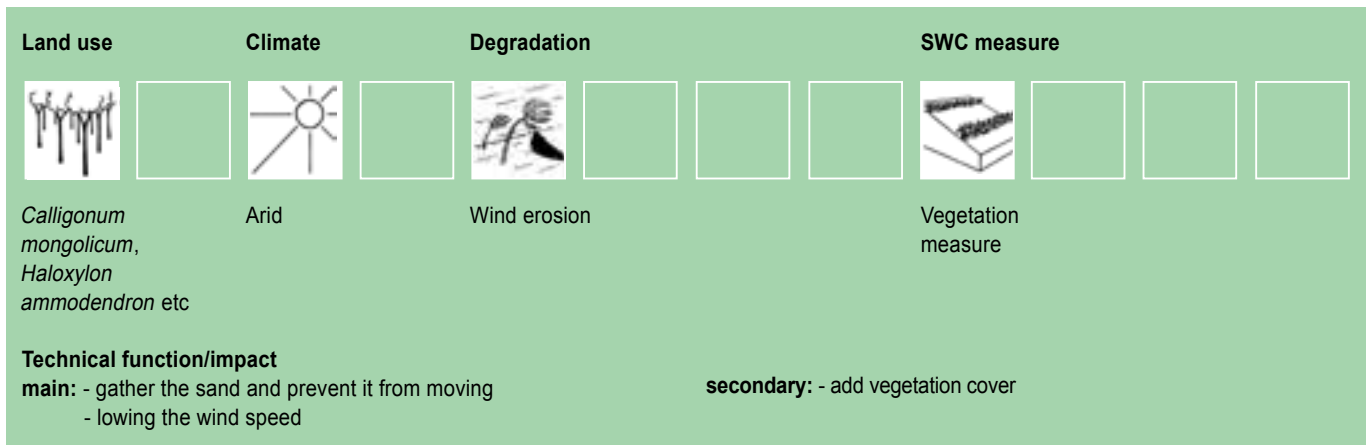 Land use Climate Degradation SWC measure
Calligonum Arid Wind erosion Vegetation
mongolicum, measure
Haloxylon
ammodendron etc
Technical function/impact
main: - gather the sand and prevent it from moving secondary: - add vegetation cover
- lowing the wind speed